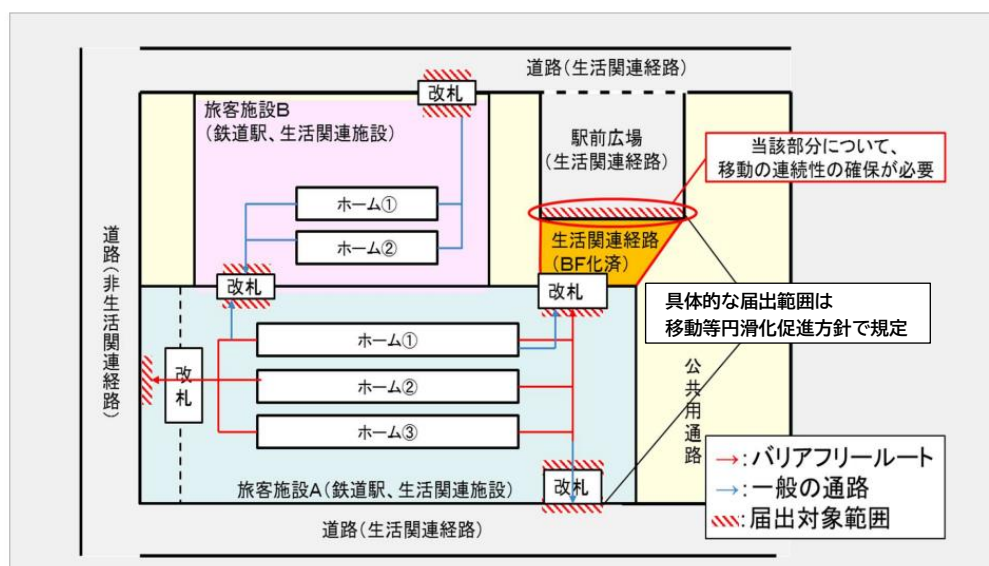 道路(生活関連経路)
改札
旅客施設B
(鉄道駅、生活関連施設)
駅前広場
(生活関連経路)
当該部分について、
移動の連続性の確保が必要
ホーム①
ホーム②
生活関連経路
(BF化済)
改札
改札
道路(非生活関連経路)
具体的な届出範囲は
移動等円滑化促進方針で規定
ホーム①
改札
ホーム②
ホーム③
公共用通路
旅客施設A(鉄道駅、生活関連施設)
改札
道路(生活関連経路)
→:バリアフリールート
→:一般の通路
:届出対象範囲